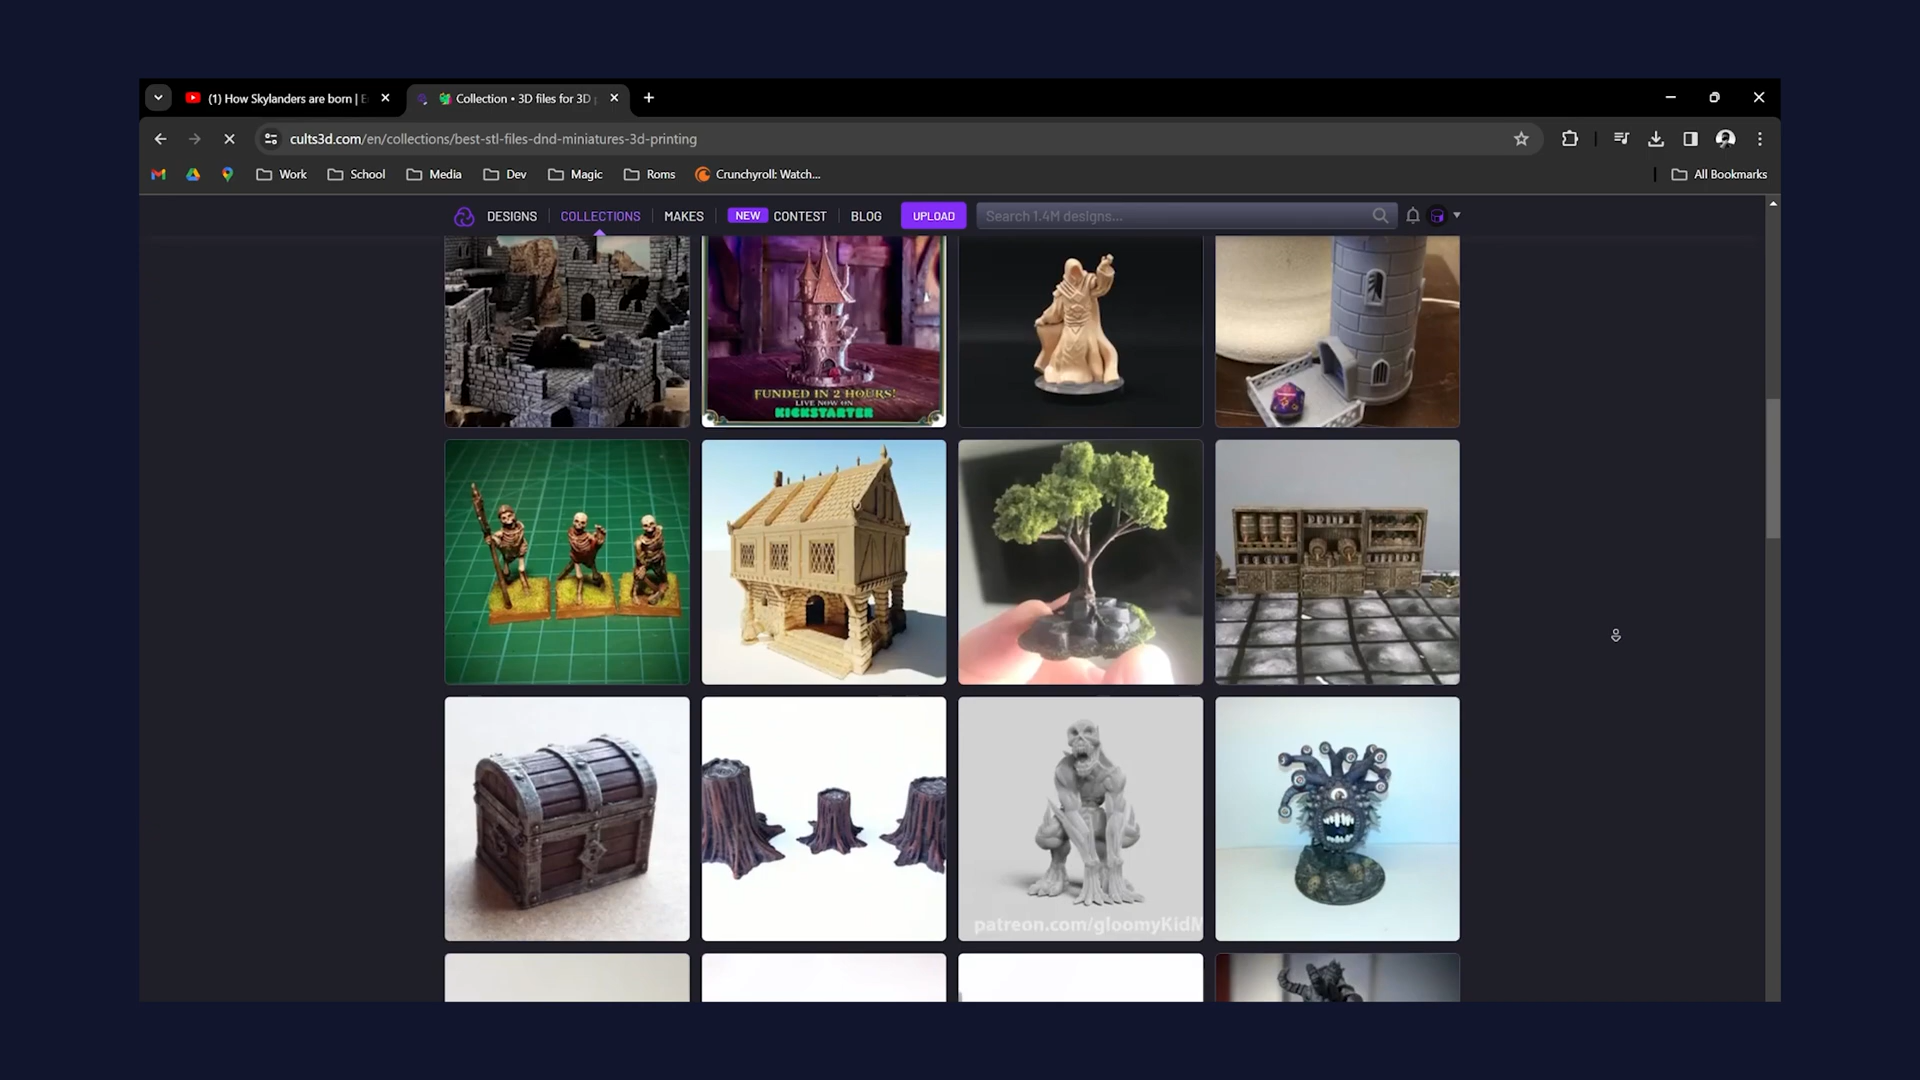 (1) How Skylanders are born | E
Collection • 3D files for 3D p
cults3d.com/en/collections/best-stl-files-dnd-miniatures-3d-printing
Work
School
Media
Dev
Magic
Roms
Crunchyroll: Watch...
All Bookmarks
DESIGNS
COLLECTIONS
MAKES
NEW
CONTEST
BLOG
UPLOAD
Search 1.4M designs...
FUNDED IN 2 HOURS!
LIVE NOW ON
KICKSTARTER
patreon.com/gloomyKidM